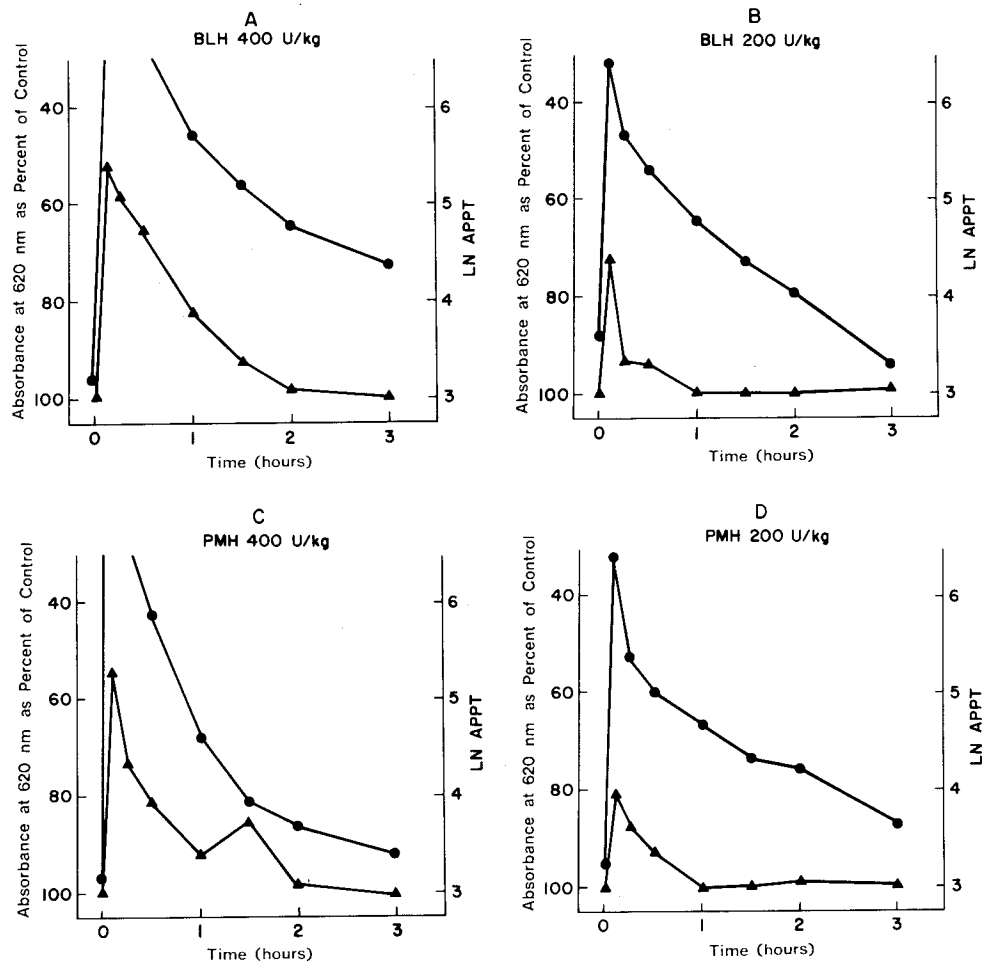 A
BLH 400 U/kg
Absorbance at 620 nm as Percent of Control
40
60
80
100
6
5
4
3
LN APPT
0 1 2 3
Time (hours)
B
BLH 200 U/kg
Absorbance at 620 nm as Percent of Control
40
60
80
100
6
5
4
3
LN APPT
0 1 2 3
Time (hours)
C
PMH 400 U/kg
Absorbance at 620 nm as Percent of Control
40
60
80
100
6
5
4
3
LN APPT
0 1 2 3
Time (hours)
D
PMH 200 U/kg
Absorbance at 620 nm as Percent of Control
40
60
80
100
6
5
4
3
LN APPT
0 1 2 3
Time (hours)